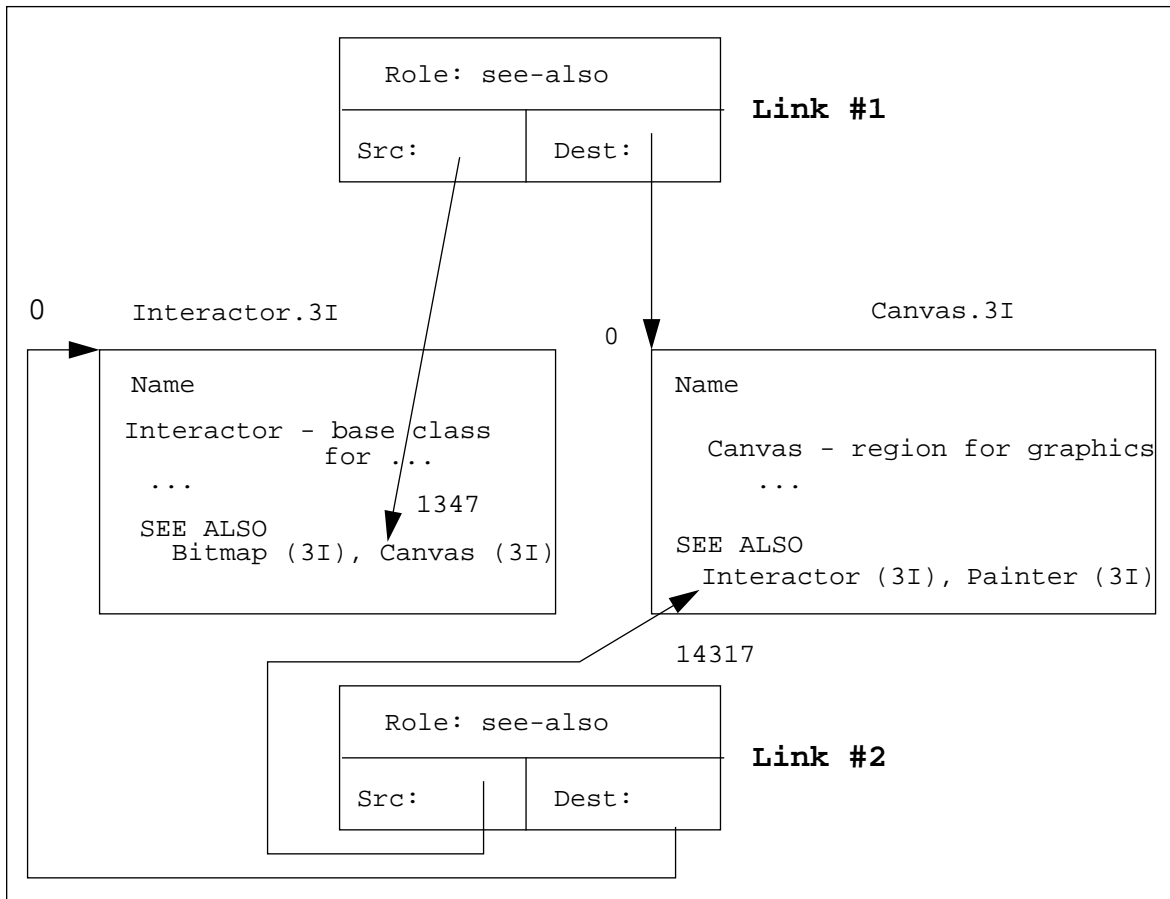 Role: see-also
Link #1
Src:
Dest:
0
Interactor.3I
Canvas.3I
0
Name
Interactor - base class
for ...
...
1347
SEE ALSO
Bitmap (3I), Canvas (3I)
Name
Canvas - region for graphics
...
SEE ALSO
Interactor (3I), Painter (3I)
14317
Role: see-also
Link #2
Src:
Dest: